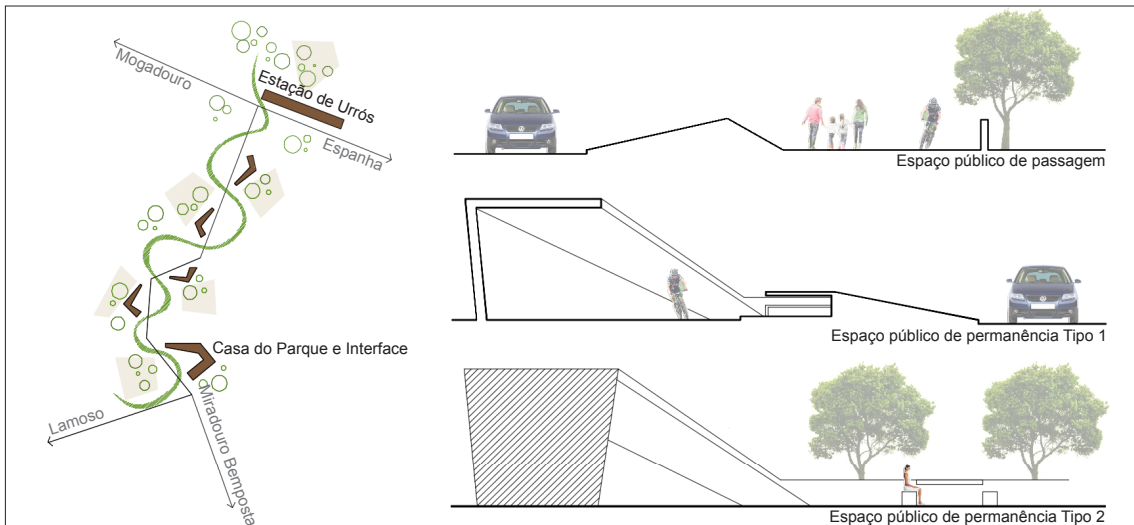 Mogadouro
Estação de Urrós
Espanha
Casa do Parque e Interface
Lamoso
Miradouro Bemposta
Espaço público de passagem
Espaço público de permanência Tipo 1
Espaço público de permanência Tipo 2